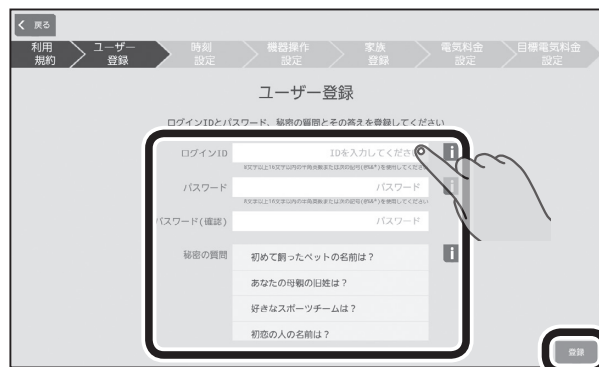 戻る
利用規約
ユーザー登録
時刻設定
機器操作設定
家族登録
電気料金設定
目標電気料金設定
ユーザー登録
ログインIDとパスワード、秘密の質問とその答えを登録してください
ログインID IDを入力してくださ
パスワード パスワード
パスワード(確認) パスワード
秘密の質問 初めて飼ったペットの名前は？
あなたの母親の旧姓は？
好きなスポーツチームは？
初恋の人の名前は？
登録